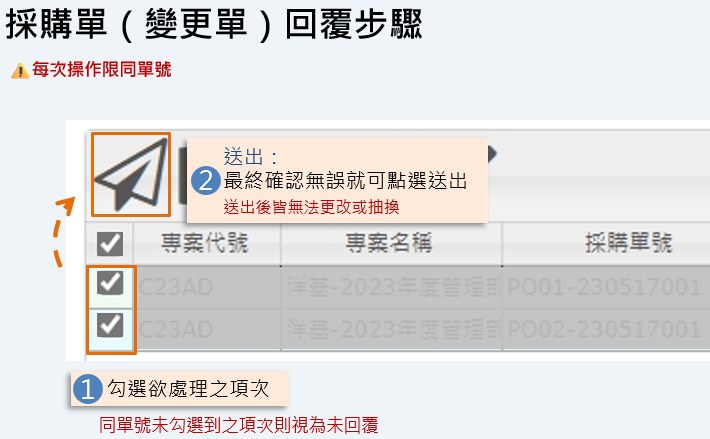 採購單（變更單）回覆步驟
每次操作限同單號
送出：
2 最終確認無誤就可點選送出
送出後皆無法更改或抽換
專案代號 專案名稱 採購單號
C23AD 洋基-2023年度管理部 PO01-230517001
C23AD 洋基-2023年度管理部 PO02-230517001
1 勾選欲處理之項次
同單號未勾選到之項次則視為未回覆